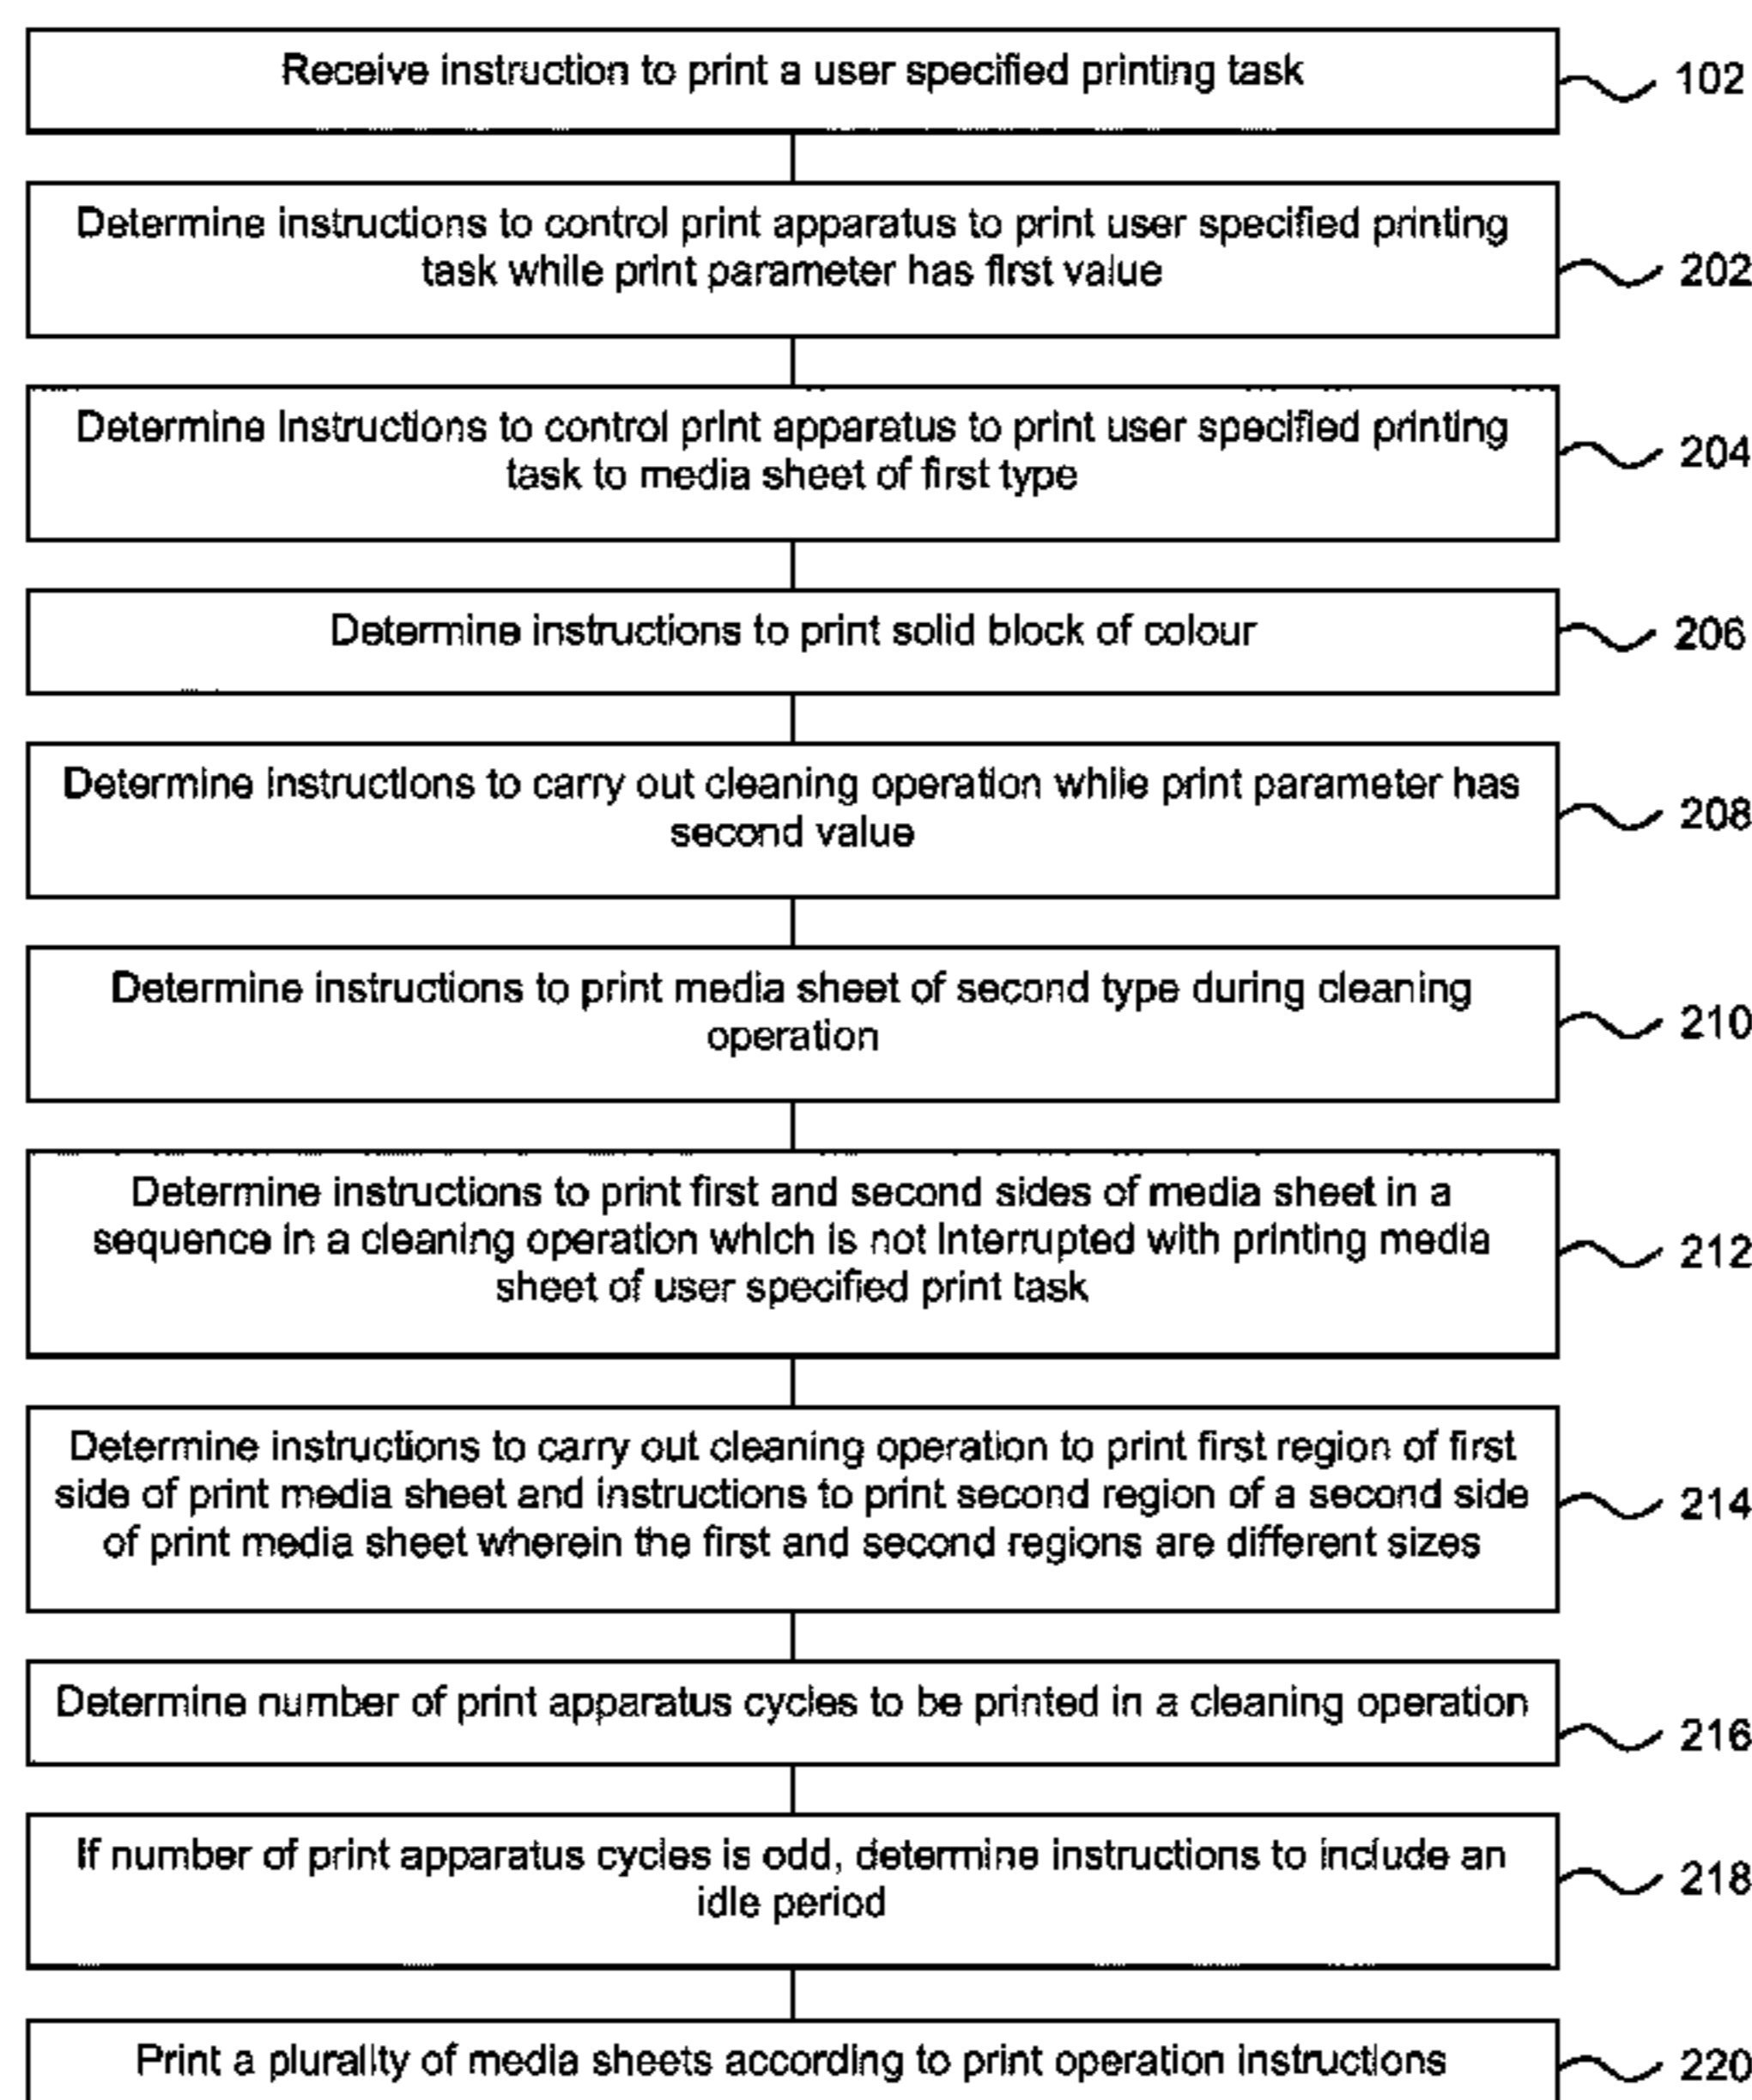 Receive instruction to print a user specified printing task
102
Determine instructions to control print apparatus to print user specified printing
task while print parameter has first value
202
Determine instructions to control print apparatus to print user specified printing
task to media sheet of first type
204
Determine instructions to print solid block of colour
206
Determine instructions to carry out cleaning operation while print parameter has
second value
208
Determine instructions to print media sheet of second type during cleaning
operation
210
Determine instructions to print first and second sides of media sheet in a
sequence in a cleaning operation which is not interrupted with printing media
sheet of user specified print task
212
Determine instructions to carry out cleaning operation to print first region of first
side of print media sheet and instructions to print second region of a second side
of print media sheet wherein the first and second regions are different sizes
214
Determine number of print apparatus cycles to be printed in a cleaning operation
216
If number of print apparatus cycles is odd, determine instructions to include an
idle period
218
Print a plurality of media sheets according to print operation instructions
220